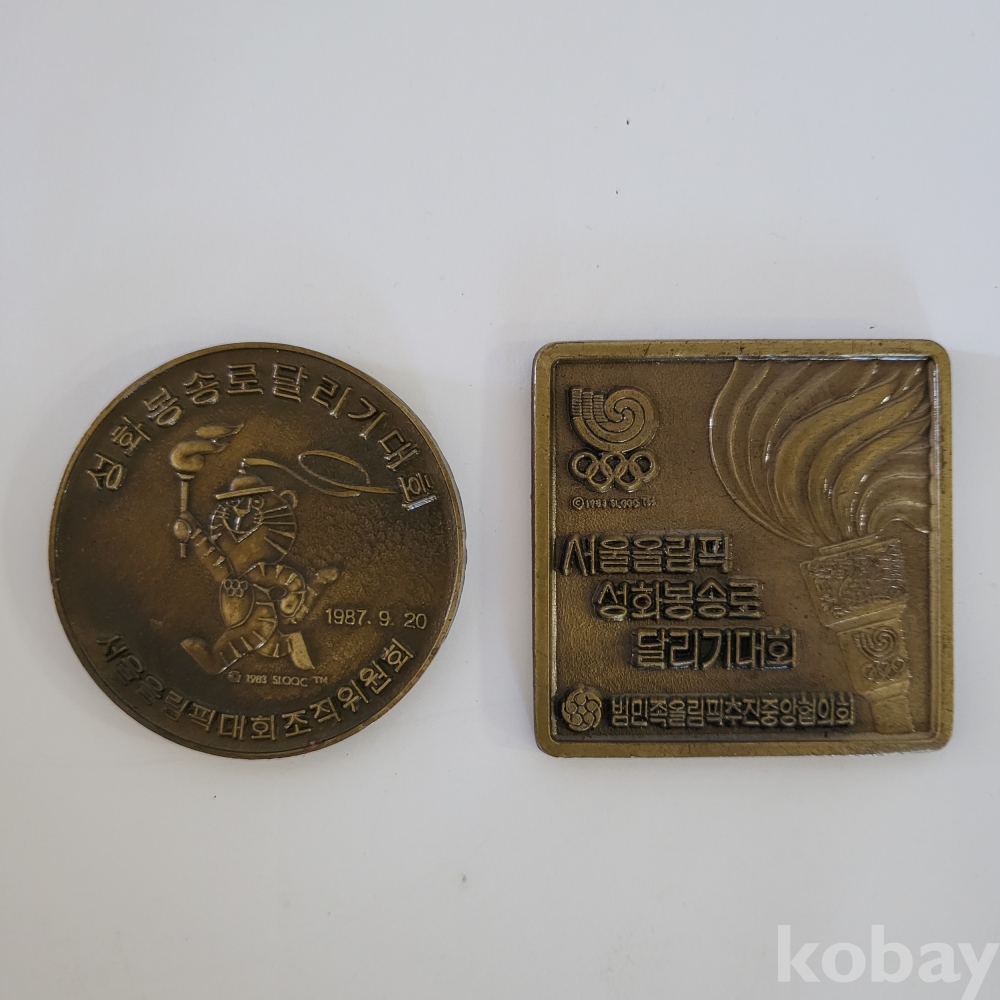 성화봉송로달리기대회
1987. 9. 20
© 1983 SLOOC TM
서울올림픽대회조직위원회
© 1983 SLOOC TM
서울올림픽
성화봉송로
달리기대회
범민족올림픽추진중앙협의회
kobay